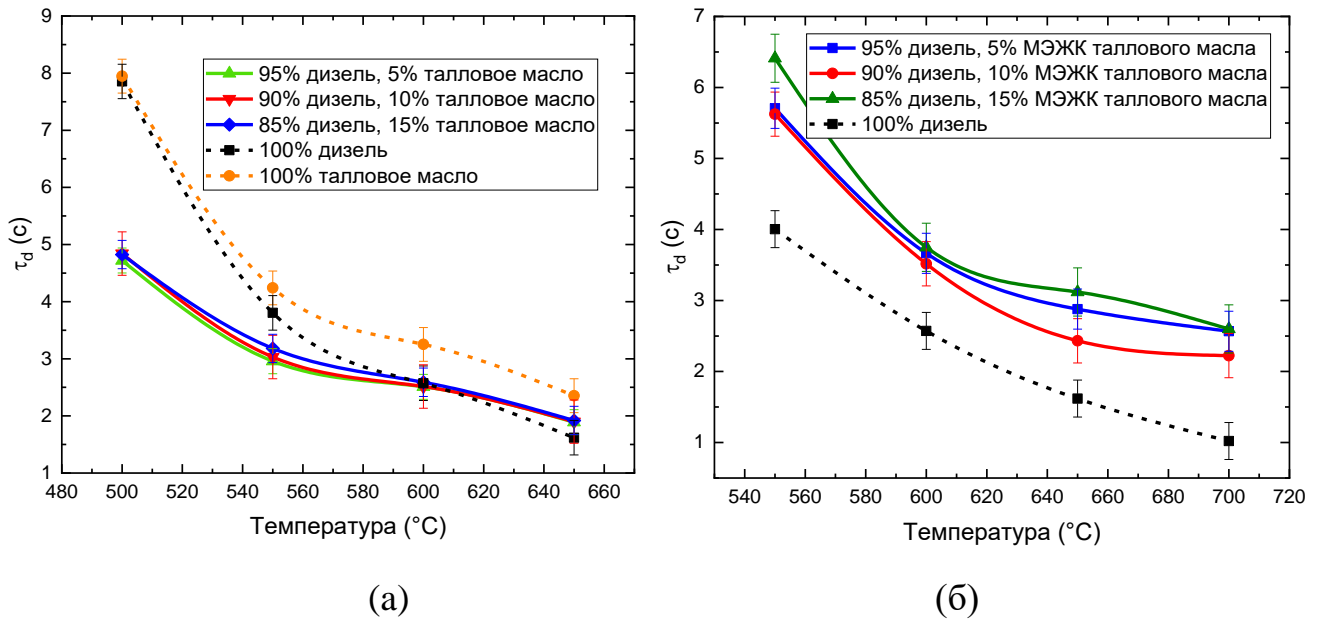 9
8
7
6
5
4
3
2
1
τd (с)
95% дизель, 5% талловое масло
90% дизель, 10% талловое масло
85% дизель, 15% талловое масло
100% дизель
100% талловое масло
480 500 520 540 560 580 600 620 640 660
Температура (°C)
(а)
7
6
5
4
3
2
1
τd (с)
95% дизель, 5% МЭЖК таллового масла
90% дизель, 10% МЭЖК таллового масла
85% дизель, 15% МЭЖК таллового масла
100% дизель
540 560 580 600 620 640 660 680 700 720
Температура (°C)
(б)